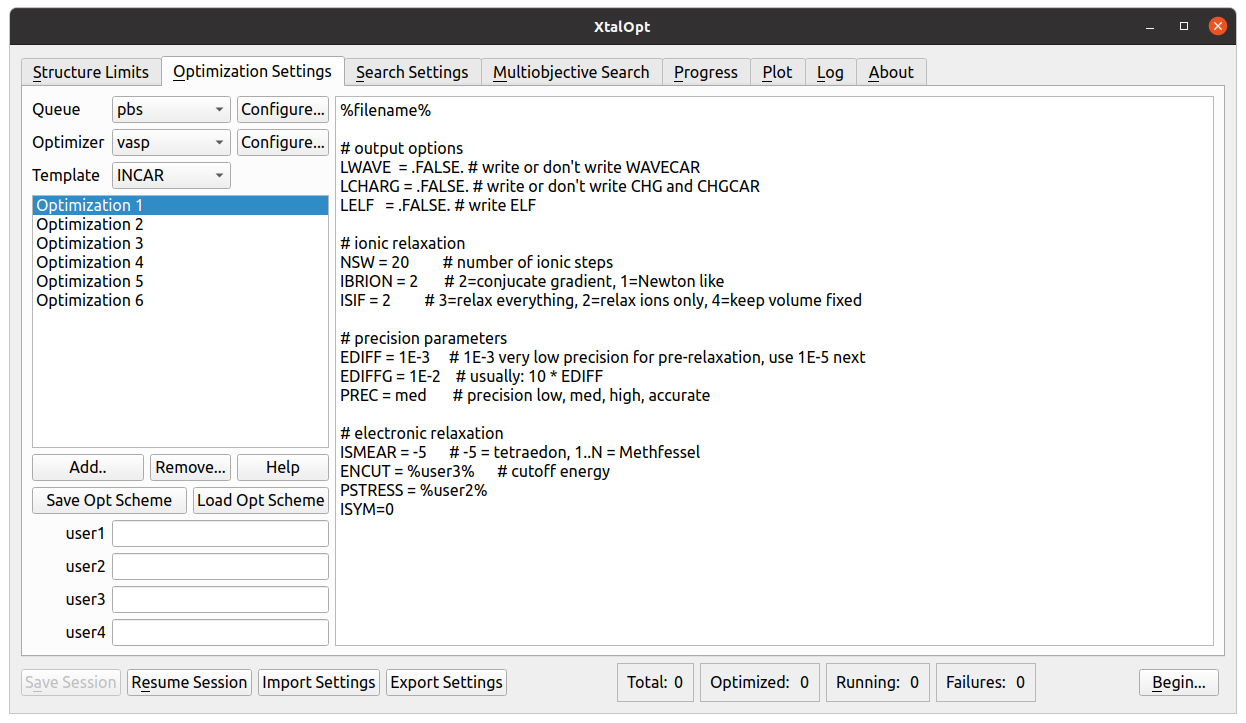 XtalOpt
Structure Limits Optimization Settings Search Settings Multiobjective Search Progress Plot Log About
Queue pbs Configure...
Optimizer vasp Configure...
Template INCAR
Optimization 1
Optimization 2
Optimization 3
Optimization 4
Optimization 5
Optimization 6
Add.. Remove... Help
Save Opt Scheme Load Opt Scheme
user1
user2
user3
user4
%filename%
# output options
LWAVE = .FALSE. # write or don't write WAVECAR
LCHARG = .FALSE. # write or don't write CHG and CHGCAR
LELF = .FALSE. # write ELF
# ionic relaxation
NSW = 20 # number of ionic steps
IBRION = 2 # 2=conjucate gradient, 1=Newton like
ISIF = 2 # 3=relax everything, 2=relax ions only, 4=keep volume fixed
# precision parameters
EDIFF = 1E-3 # 1E-3 very low precision for pre-relaxation, use 1E-5 next
EDIFFG = 1E-2 # usually: 10 * EDIFF
PREC = med # precision low, med, high, accurate
# electronic relaxation
ISMEAR = -5 # -5 = tetraedon, 1..N = Methfessel
ENCUT = %user3% # cutoff energy
PSTRESS = %user2%
ISYM=0
Save Session Resume Session Import Settings Export Settings Total: 0 Optimized: 0 Running: 0 Failures: 0 Begin...